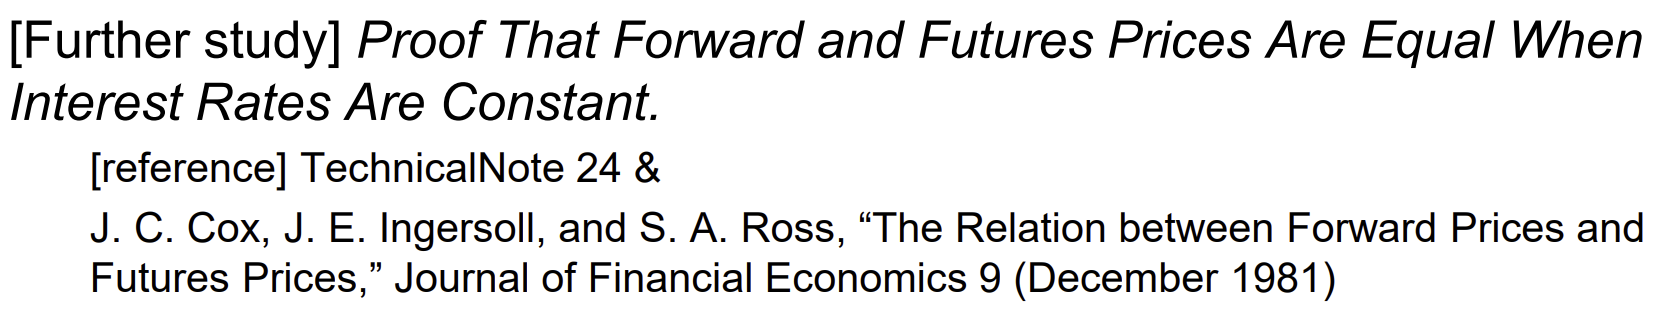 [Further study] Proof That Forward and Futures Prices Are Equal When
Interest Rates Are Constant.
[reference] TechnicalNote 24 &
J. C. Cox, J. E. Ingersoll, and S. A. Ross, “The Relation between Forward Prices and
Futures Prices,” Journal of Financial Economics 9 (December 1981)